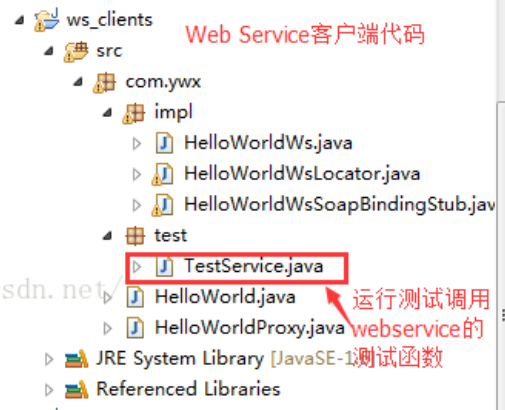 ws_clients
Web Service客户端代码
src
com.ywx
impl
HelloWorldWs.java
HelloWorldWsLocator.java
HelloWorldWsSoapBindingStub.jav
test
TestService.java
sdn.net/
HelloWorld.java
运行测试调用
HelloWorldProxy.java
webservice的
JRE System Library [JavaSE-1
测试函数
Referenced Libraries